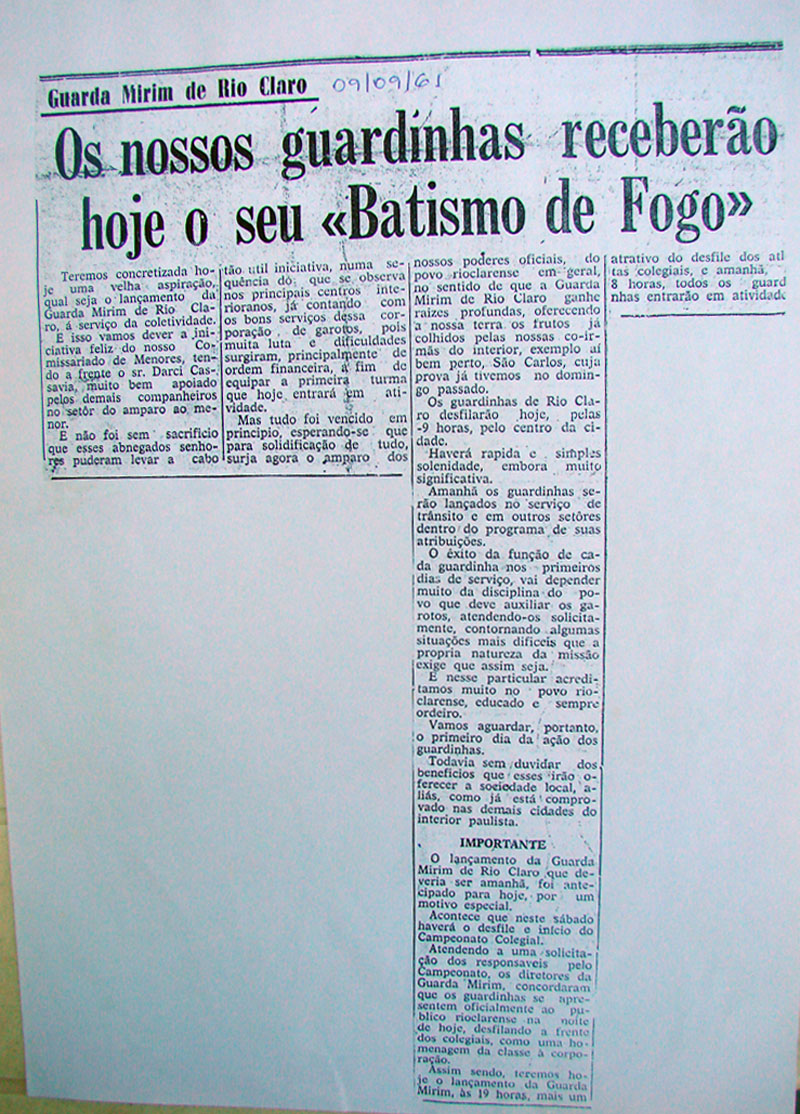 Guarda Mirim de Rio Claro
09/09/61
Os nossos guardinhas receberão
hoje o seu «Batismo de Fogo»
Teremos concretizada ho-
je uma velha aspiração,
qual seja o lançamento da
Guarda Mirim de Rio Cla-
ro, á serviço da coletividade.
E isso vamos dever a ini-
ciativa feliz do nosso Co-
missariado de Menores, ten-
do a frente o sr. Darci Cas-
savia, muito bem apoiado
pelos demais companheiros
no setôr do amparo ao me-
nor.
E não foi sem sacrificio
que esses abnegados senho-
res puderam levar a cabo
tão util iniciativa, numa se-
quência dó que se observa
nos principais centros inte-
rioranos, já contando com
os bons serviços dessa cor-
poração de garotos, pois
muita luta e dificuldades
surgiram, principalmente de
ordem financeira, a fim de
equipar a primeira turma
que hoje entrará em ati-
vidade.
Mas tudo foi vencido em
principio, esperando-se que
para solidificação de tudo,
surja agora o amparo dos
nossos poderes oficiais, do
povo rioclarense em geral,
no sentido de que a Guarda
Mirim de Rio Claro ganhe
raizes profundas, oferecendo
a nossa terra os frutos já
colhidos pelas nossas co-ir-
mãs do interior, exemplo aí
bem perto, São Carlos, cuja
prova já tivemos no domin-
go passado.
Os guardinhas de Rio Cla-
ro desfilarão hoje, pelas
-9 horas, pelo centro da ci-
dade.
Haverá rapida e simples
solenidade, embora muito
significativa.
Amanhã os guardinhas se-
rão lançados no serviço de
trânsito e em outros setôres
dentro do programa de suas
atribuições.
O êxito da função de ca-
da guardinha nos primeiros
dias de serviço, vai depender
muito da disciplina do po-
vo que deve auxiliar os ga-
rotos, atendendo-os solicita-
mente, contornando algumas
situações mais dificeis que a
propria natureza da missão
exige que assim seja.
E nesse particular acredi-
tamos muito no povo rio-
clarense, educado e sempre
ordeiro.
Vamos aguardar, portanto,
o primeiro dia da ação dos
guardinhas.
Todavia sem duvidar dos
beneficios que esses irão o-
ferecer a sociedade local, a-
liás, como já está compro-
vado nas demais cidades do
interior paulista.
IMPORTANTE
O lançamento da Guarda
Mirim de Rio Claro que de-
veria ser amanhã, foi ante-
cipado para hoje, por um
motivo especial.
Acontece que neste sábado
haverá o desfile e início do
Campeonato Colegial.
Atendendo a uma solicita-
ção dos responsaveis pelo
Campeonato, os diretores da
Guarda Mirim, concordaram
que os guardinhas se apre-
sentem oficialmente ao pu-
blico rioclarense na noite
de hoje, desfilando a frente
dos colegiais, como uma ho-
menagem da classe à corpo-
ração.
Assim sendo, teremos ho-
je o lançamento da Guarda
Mirim, às 19 horas, mais um
atrativo do desfile dos atl
tas colegiais, e amanhã,
8 horas, todos os guard
nhas entrarão em atividade